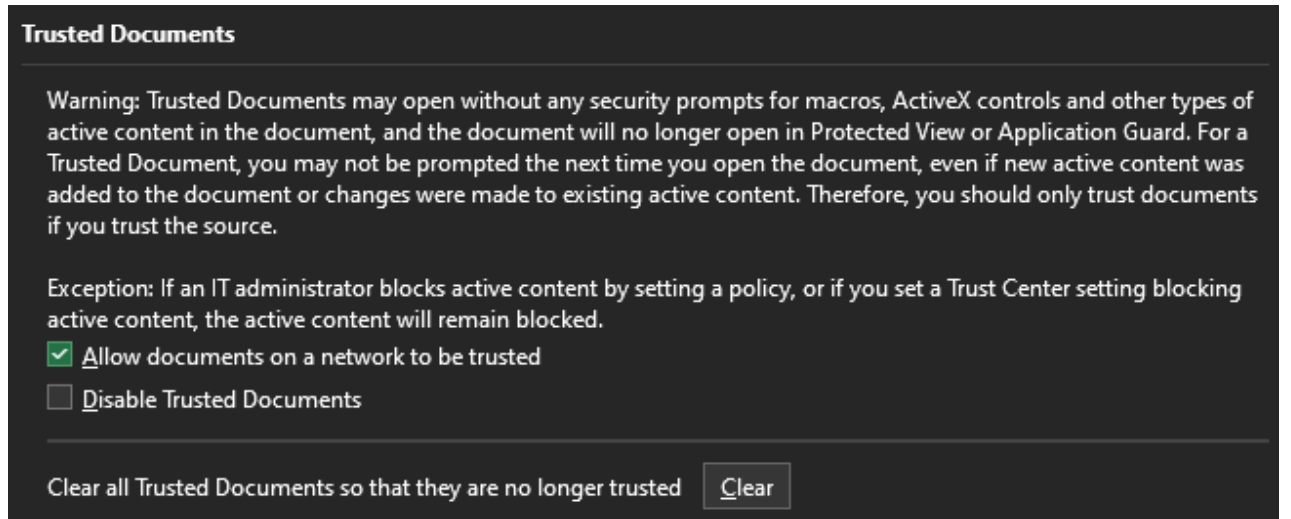 Trusted Documents
Warning: Trusted Documents may open without any security prompts for macros, ActiveX controls and other types of
active content in the document, and the document will no longer open in Protected View or Application Guard. For a
Trusted Document, you may not be prompted the next time you open the document, even if new active content was
added to the document or changes were made to existing active content. Therefore, you should only trust documents
if you trust the source.
Exception: If an IT administrator blocks active content by setting a policy, or if you set a Trust Center setting blocking
active content, the active content will remain blocked.
Allow documents on a network to be trusted
Disable Trusted Documents
Clear all Trusted Documents so that they are no longer trusted Clear